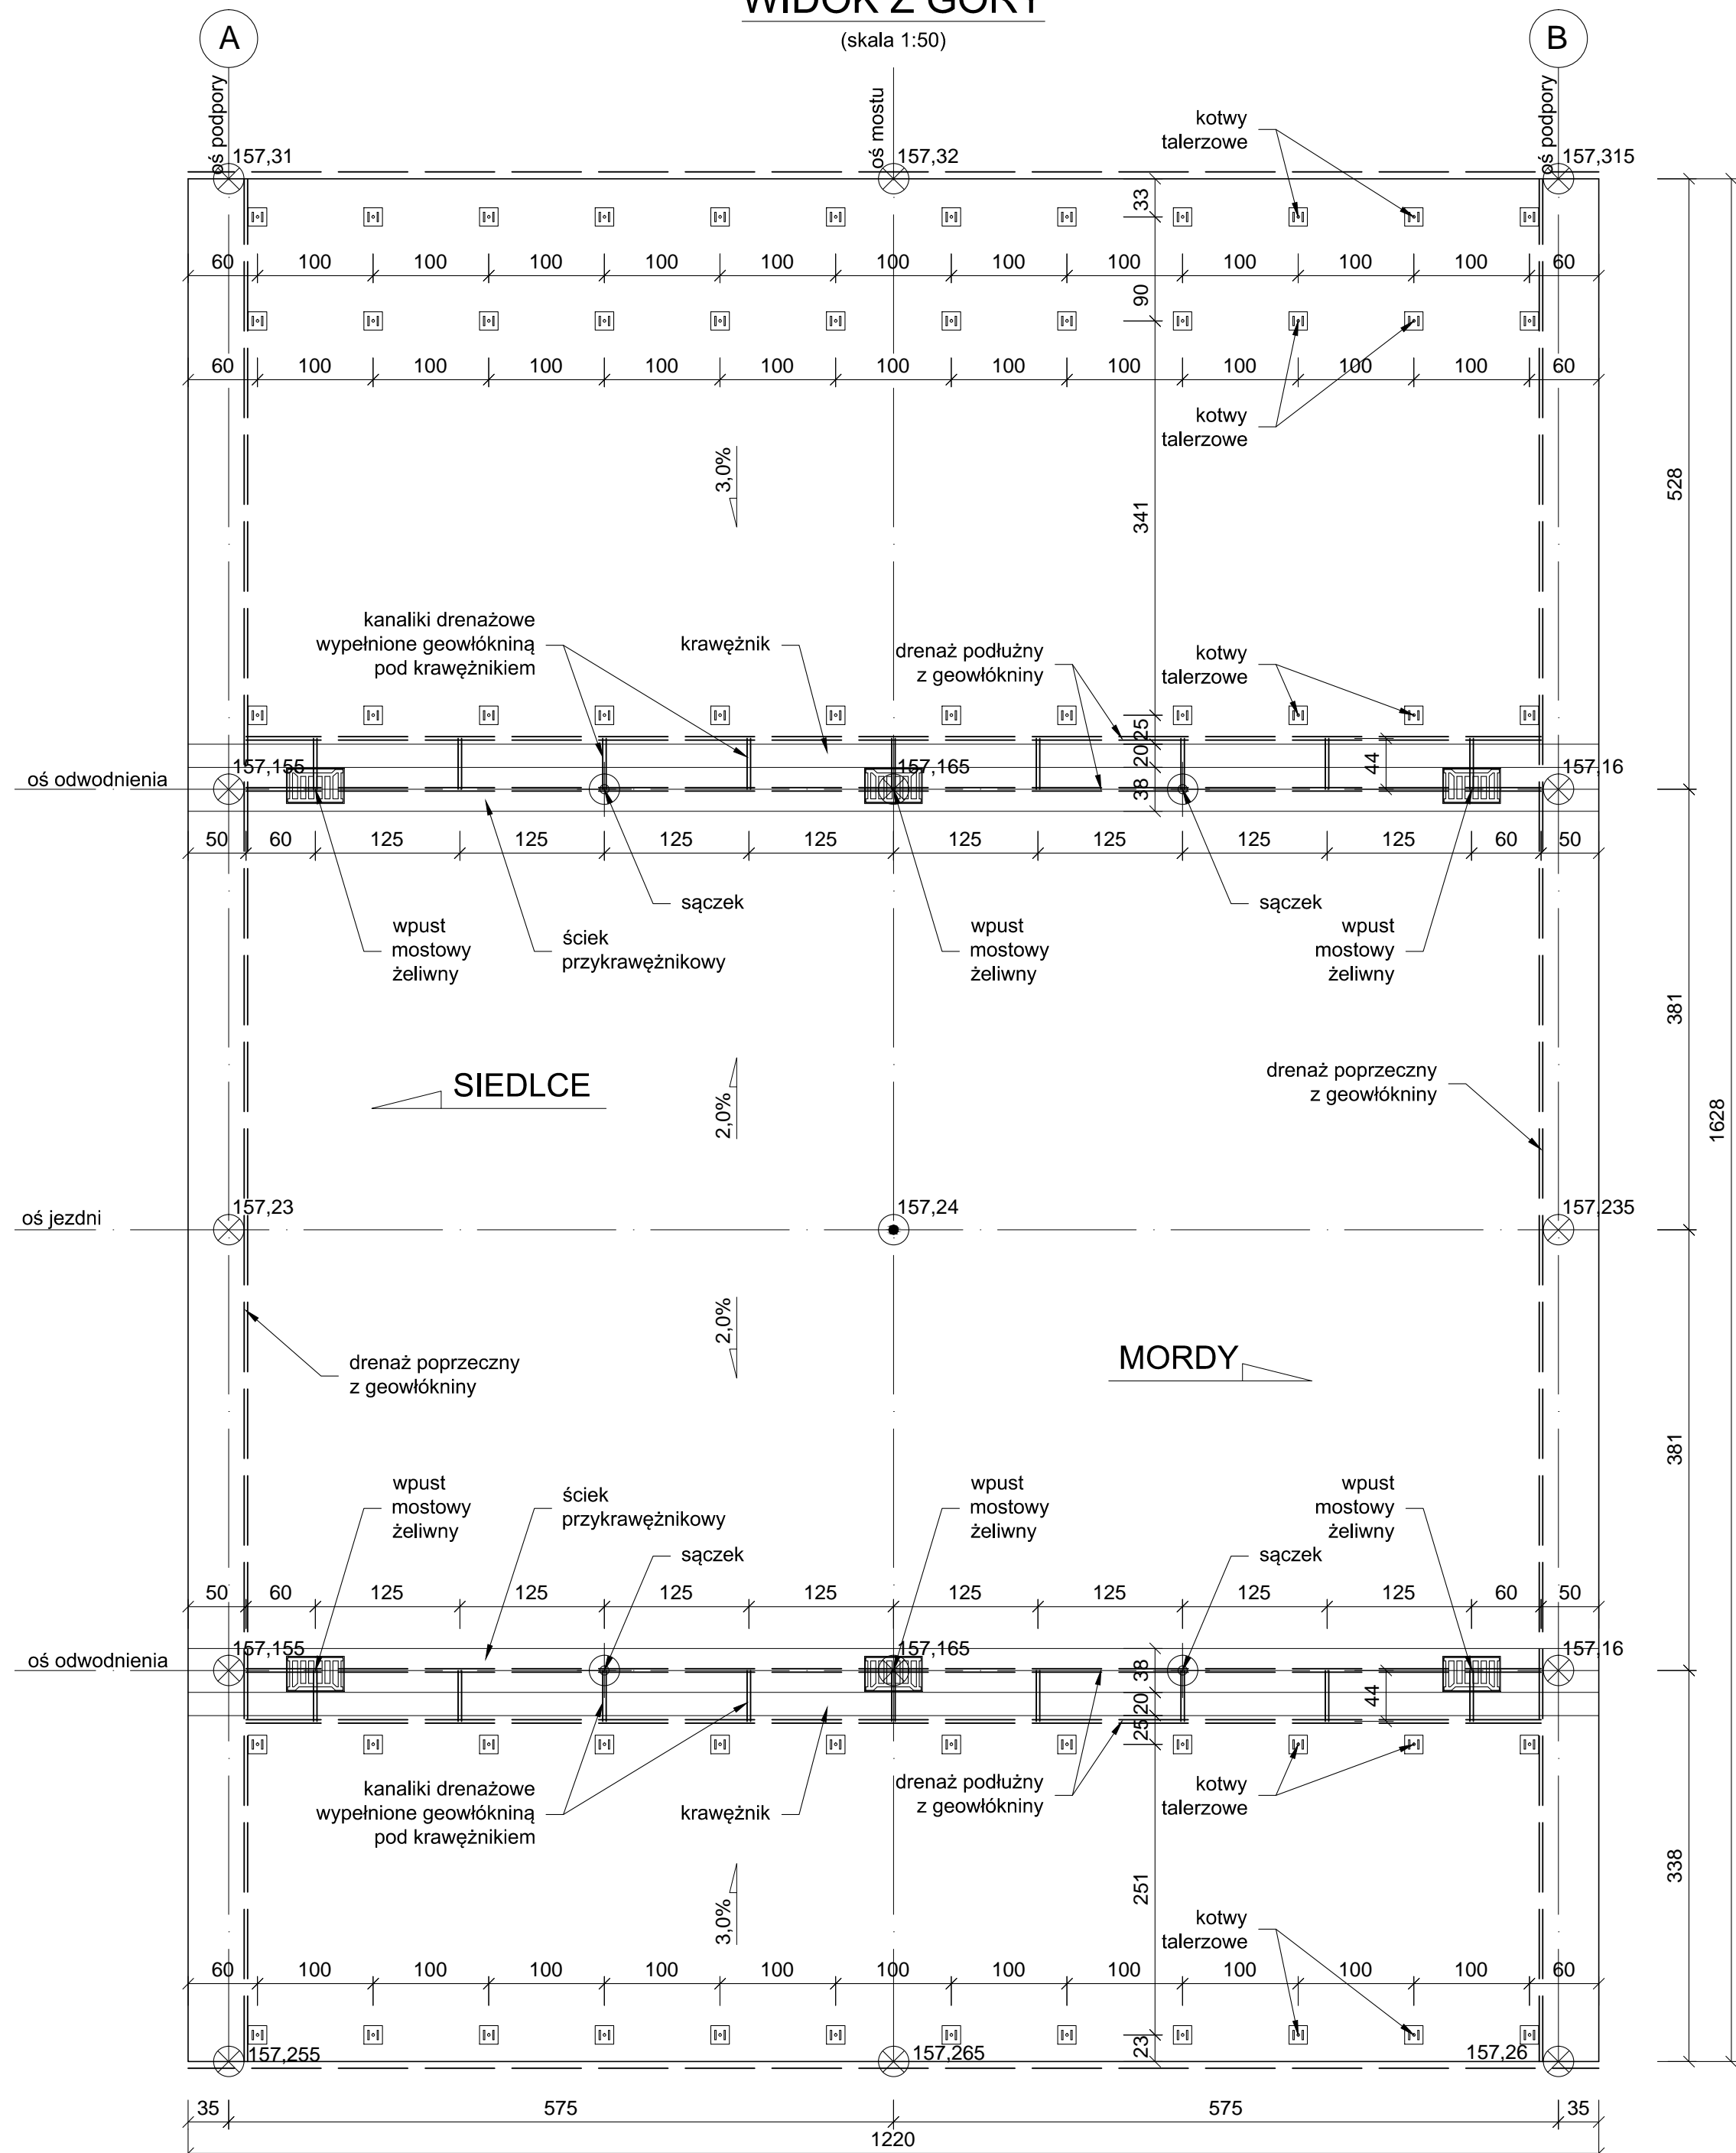 WIDOK Z GÓRY
(skala 1:50)
A
B
oś podpory
oś mostu
oś podpory
157,31
157,32
157,315
kotwy
talerzowe
33
60 100 100 100 100 100 100 100 100 100 100 100 60
90
60 100 100 100 100 100 100 100 100 100 100 100 60
kotwy
talerzowe
3,0%
341
528
kanaliki drenażowe
wypełnione geowłókniną
pod krawężnikiem
krawężnik
drenaż podłużny
z geowłókniny
kotwy
talerzowe
25
20
44
38
oś odwodnienia
157,155
157,165
157,16
50 60 125 125 125 125 125 125 125 125 60 50
sączek
sączek
wpust
mostowy
żeliwny
ściek
przykrawężnikowy
wpust
mostowy
żeliwny
wpust
mostowy
żeliwny
381
SIEDLCE
2,0%
drenaż poprzeczny
z geowłókniny
1628
oś jezdni
157,23
157,24
157,235
2,0%
drenaż poprzeczny
z geowłókniny
MORDY
381
wpust
mostowy
żeliwny
ściek
przykrawężnikowy
wpust
mostowy
żeliwny
wpust
mostowy
żeliwny
sączek
sączek
50 60 125 125 125 125 125 125 125 125 60 50
oś odwodnienia
157,155
157,165
157,16
38
44
20
25
kanaliki drenażowe
wypełnione geowłókniną
pod krawężnikiem
krawężnik
drenaż podłużny
z geowłókniny
kotwy
talerzowe
338
251
3,0%
kotwy
talerzowe
60 100 100 100 100 100 100 100 100 100 100 100 60
23
157,255
157,265
157,26
35 575 575 35
1220